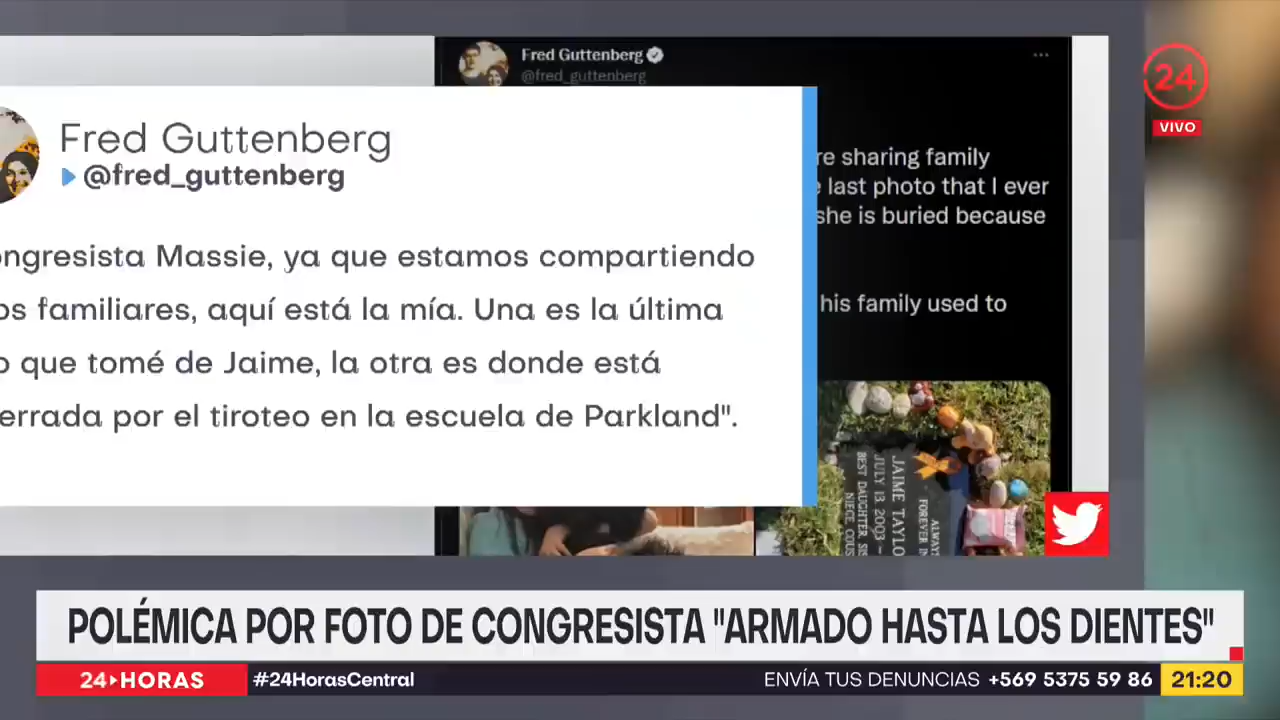 Fred Guttenberg
@fred_guttenberg
re sharing family
last photo that I ever
she is buried because
his family used to
Fred Guttenberg
@fred_guttenberg
ngresista Massie, ya que estamos compartiendo
os familiares, aquí está la mía. Una es la última
o que tomé de Jaime, la otra es donde está
errada por el tiroteo en la escuela de Parkland".
ALWAYS
FOREVER IN
JAIME TAYLO
JULY 13, 2003 –
BEST DAUGHTER, SIS
NIECE, COUS
24
VIVO
POLÉMICA POR FOTO DE CONGRESISTA "ARMADO HASTA LOS DIENTES"
24 HORAS
#24HorasCentral
ENVÍA TUS DENUNCIAS +569 5375 59 86
21:20